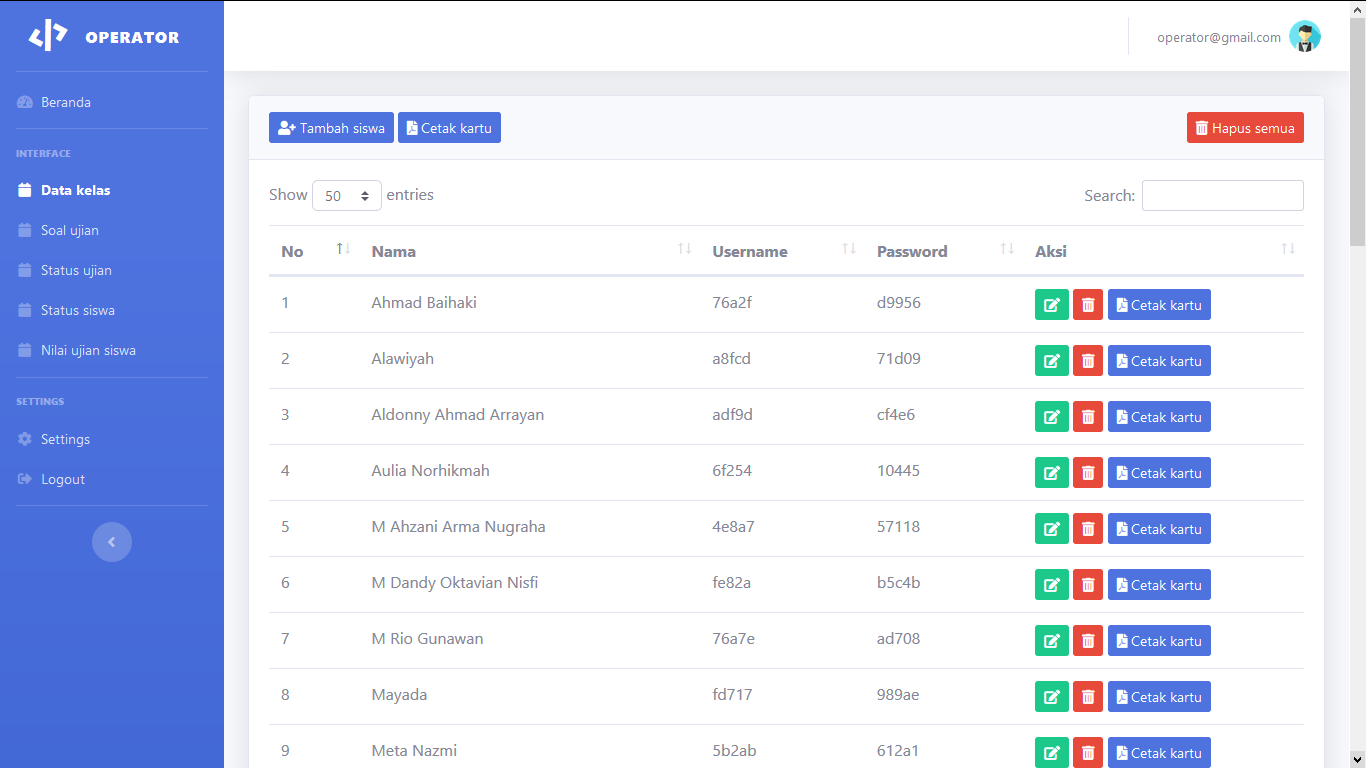 OPERATOR
operator@gmail.com
Beranda
INTERFACE
Data kelas
Soal ujian
Status ujian
Status siswa
Nilai ujian siswa
SETTINGS
Settings
Logout
Tambah siswa Cetak kartu Hapus semua
Show 50 entries Search:
No Nama Username Password Aksi
1 Ahmad Baihaki 76a2f d9956 Cetak kartu
2 Alawiyah a8fcd 71d09 Cetak kartu
3 Aldonny Ahmad Arrayan adf9d cf4e6 Cetak kartu
4 Aulia Norhikmah 6f254 10445 Cetak kartu
5 M Ahzani Arma Nugraha 4e8a7 57118 Cetak kartu
6 M Dandy Oktavian Nisfi fe82a b5c4b Cetak kartu
7 M Rio Gunawan 76a7e ad708 Cetak kartu
8 Mayada fd717 989ae Cetak kartu
9 Meta Nazmi 5b2ab 612a1 Cetak kartu